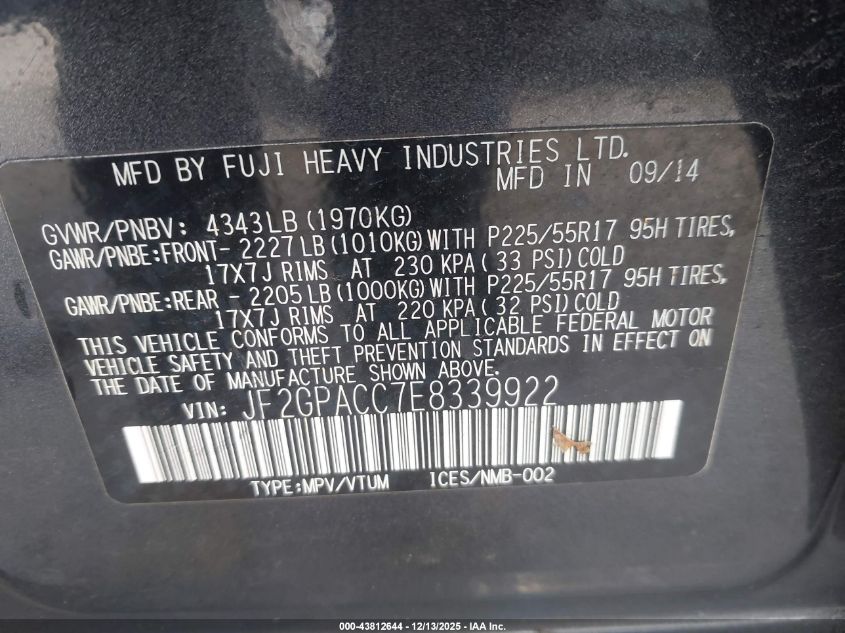 MFD BY FUJI HEAVY INDUSTRIES LTD.
MFD IN 09/14
GVWR/PNBV: 4343LB(1970KG)
GAWR/PNBE:FRONT- 2227LB(1010KG)WITH P225/55R17 95H TIRES,
17X7J RIMS AT 230 KPA(33 PSI)COLD
GAWR/PNBE:REAR - 2205LB(1000KG)WITH P225/55R17 95H TIRES,
17X7J RIMS AT 220 KPA(32 PSI)COLD
THIS VEHICLE CONFORMS TO ALL APPLICABLE FEDERAL MOTOR
VEHICLE SAFETY AND THEFT PREVENTION STANDARDS IN EFFECT ON
THE DATE OF MANUFACTURE SHOWN ABOVE.
VIN: JF2GPACC7E8339922
TYPE:MPV/VTUM ICES/NMB-002
000-43812644 - 12/13/2025 - IAA Inc.